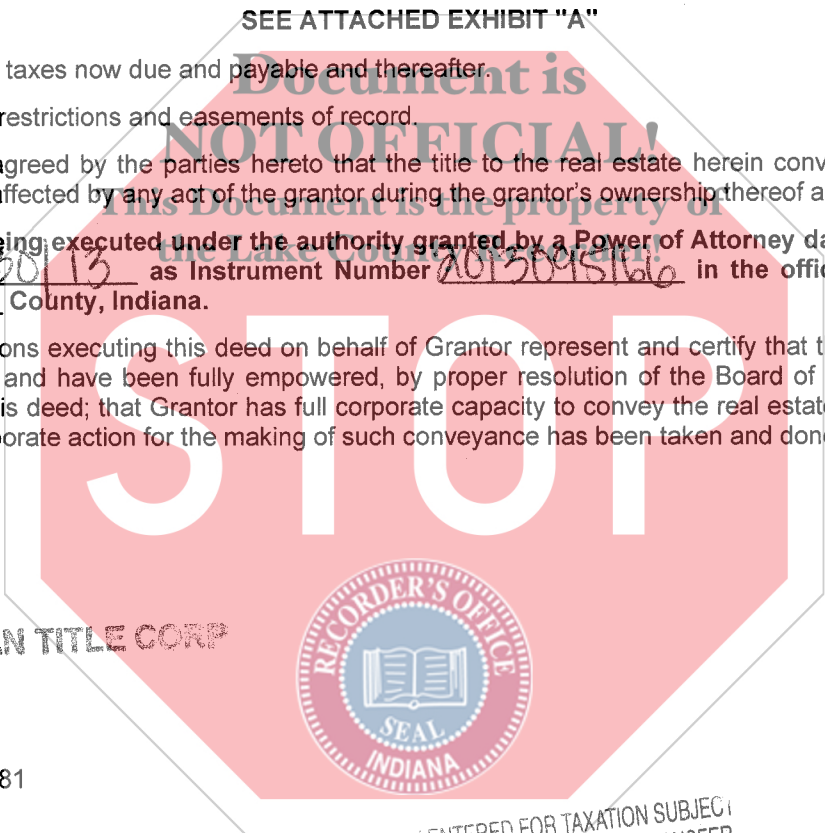 SEE ATTACHED EXHIBIT "A"
taxes now due and payable and thereafter.
Document is
restrictions and easements of record.
NOT OFFICIAL!
agreed by the parties hereto that the title to the real estate herein conv
affected by any act of the grantor during the grantor's ownership thereof a
This Document is the property of
eing executed under the authority granted by a Power of Attorney da
the Lake County Recorder!
30/13 as Instrument Number 2013095166 in the offic
County, Indiana.
ons executing this deed on behalf of Grantor represent and certify that t
and have been fully empowered, by proper resolution of the Board of
is deed; that Grantor has full corporate capacity to convey the real estate
orate action for the making of such conveyance has been taken and done
STOP
RECORDER'S OFFICE
AN TITLE CORP
SEAL
INDIANA
81
ENTERED FOR TAXATION SUBJECT